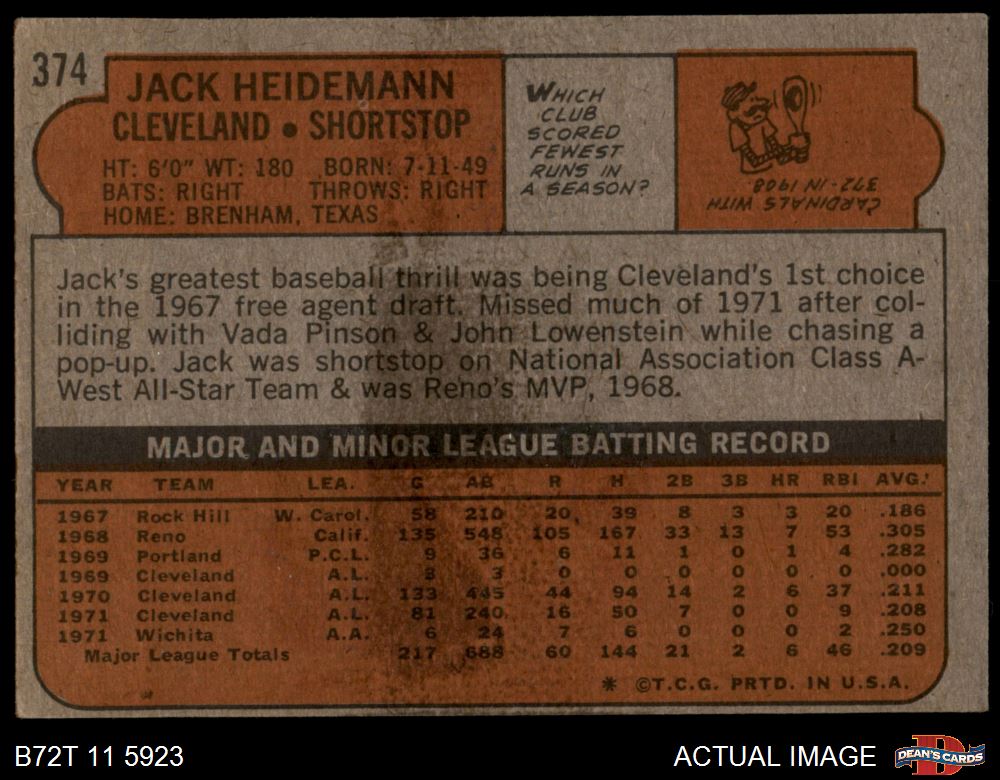 374
JACK HEIDEMANN
CLEVELAND • SHORTSTOP
HT: 6'0" WT: 180 BORN: 7-11-49
BATS: RIGHT THROWS: RIGHT
HOME: BRENHAM, TEXAS
WHICH
CLUB
SCORED
FEWEST
RUNS IN
A SEASON?
CARDINALS WITH
372 - IN 1908
Jack's greatest baseball thrill was being Cleveland's 1st choice
in the 1967 free agent draft. Missed much of 1971 after col-
liding with Vada Pinson & John Lowenstein while chasing a
pop-up. Jack was shortstop on National Association Class A-
West All-Star Team & was Reno's MVP, 1968.
MAJOR AND MINOR LEAGUE BATTING RECORD
YEAR TEAM LEA. G AB R H 2B 3B HR RBI AVG.
1967 Rock Hill W. Carol. 58 210 20 39 8 3 3 20 .186
1968 Reno Calif. 135 548 105 167 33 13 7 53 .305
1969 Portland P.C.L. 9 36 6 11 1 0 1 4 .282
1969 Cleveland A.L. 3 3 0 0 0 0 0 0 .000
1970 Cleveland A.L. 133 445 44 94 14 2 6 37 .211
1971 Cleveland A.L. 81 240 16 50 7 0 0 9 .208
1971 Wichita A.A. 6 24 7 6 0 0 0 2 .250
Major League Totals 217 688 60 144 21 2 6 46 .209
* ©T.C.G. PRTD. IN U.S.A.
B72T 11 5923
ACTUAL IMAGE
DEAN'S CARDS